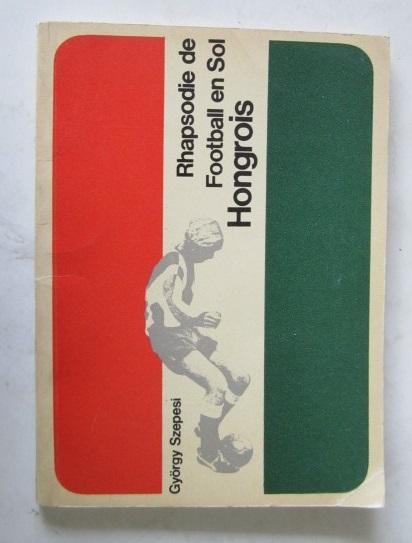 Rhapsodie de
Football en Sol
Hongrois
György Szepesi